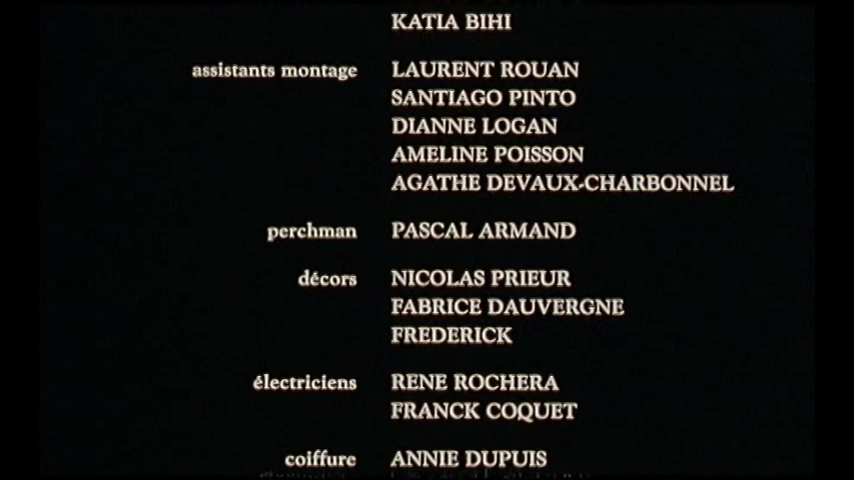 KATIA BIHI
assistants montage LAURENT ROUAN
SANTIAGO PINTO
DIANNE LOGAN
AMELINE POISSON
AGATHE DEVAUX-CHARBONNEL
perchman PASCAL ARMAND
décors NICOLAS PRIEUR
FABRICE DAUVERGNE
FREDERICK
électriciens RENE ROCHERA
FRANCK COQUET
coiffure ANNIE DUPUIS